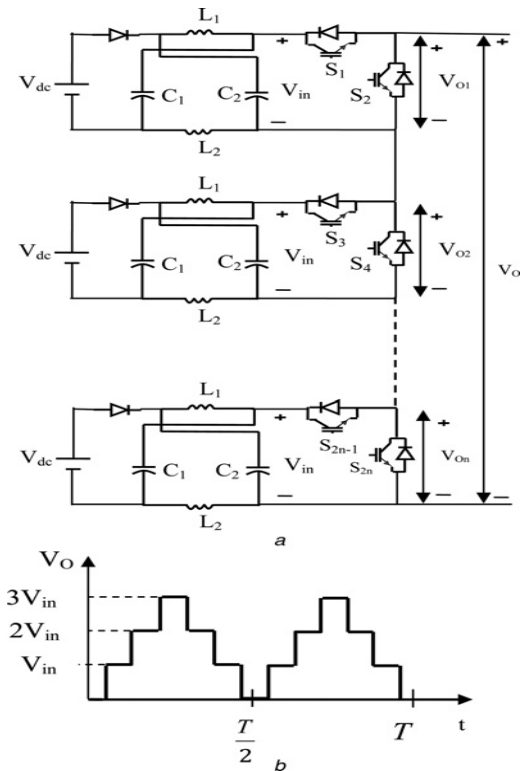 L1
+
S1
+
+
Vdc
C1
C2
Vin
S2
VO1
–
–
L2
L1
+
S3
+
Vdc
C1
C2
Vin
S4
VO2
VO
–
–
L2
L1
+
S2n-1
+
Vdc
C1
C2
Vin
S2n
VOn
–
–
–
L2
a
VO
3Vin
2Vin
Vin
T/2
T
t
b